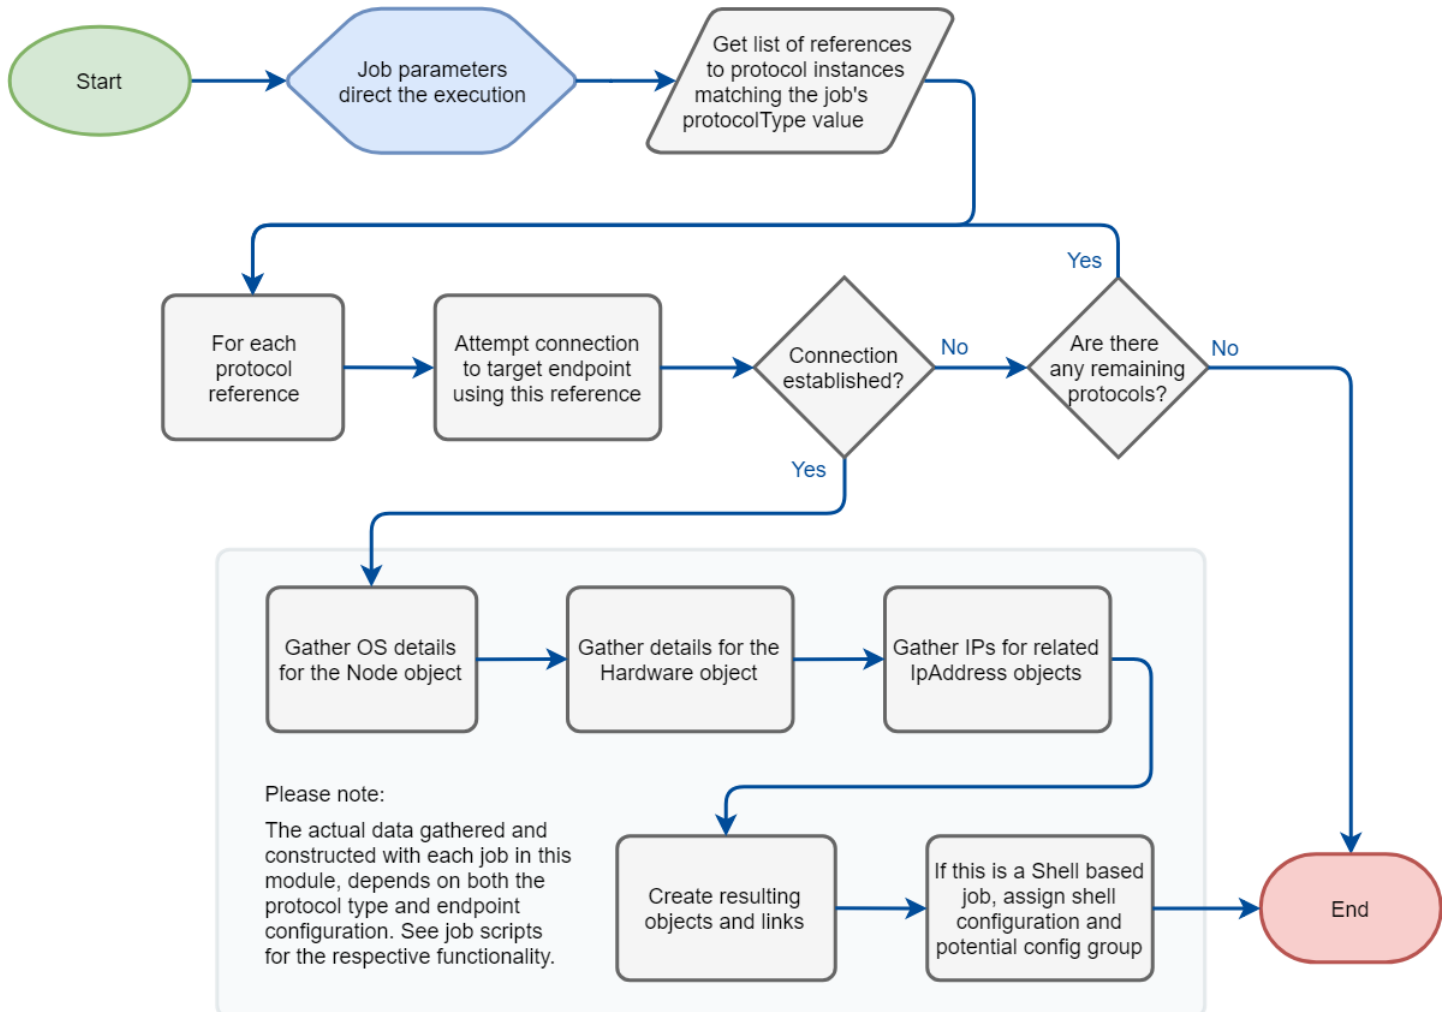 Start
Job parameters
direct the execution
Get list of references
to protocol instances
matching the job's
protocolType value
For each
protocol
reference
Attempt connection
to target endpoint
using this reference
Connection
established?
No
Yes
Are there
any remaining
protocols?
Yes
No
Gather OS details
for the Node object
Gather details for the
Hardware object
Gather IPs for related
IpAddress objects
Please note:
The actual data gathered and
constructed with each job in this
module, depends on both the
protocol type and endpoint
configuration. See job scripts
for the respective functionality.
Create resulting
objects and links
If this is a Shell based
job, assign shell
configuration and
potential config group
End